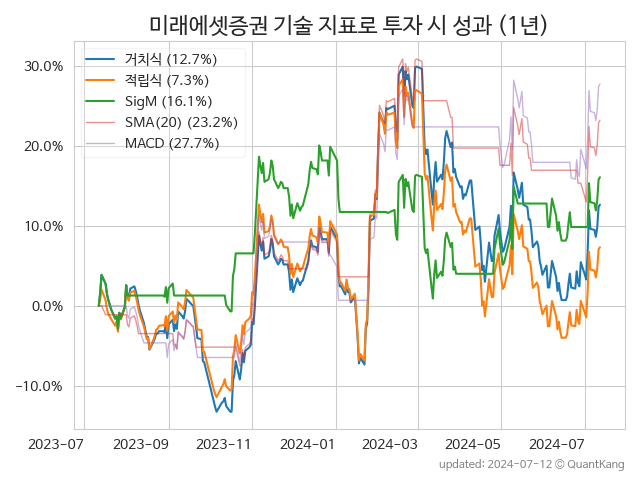 미래에셋증권 기술 지표로 투자 시 성과 (1년)
거치식 (12.7%)
적립식 (7.3%)
SigM (16.1%)
SMA(20) (23.2%)
MACD (27.7%)
30.0%
20.0%
10.0%
0.0%
−10.0%
2023-07 2023-09 2023-11 2024-01 2024-03 2024-05 2024-07
updated: 2024-07-12 © QuantKang